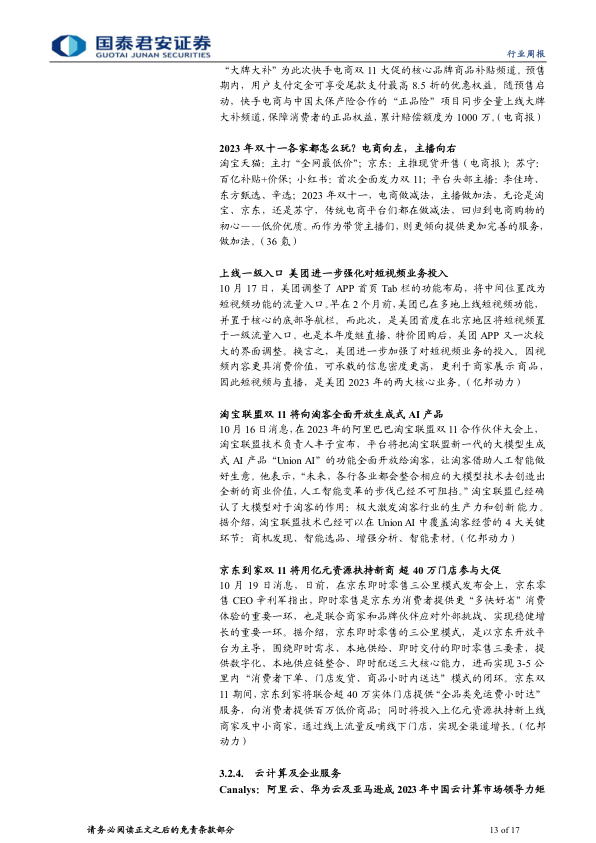 国泰君安证券
GUOTAI JUNAN SECURITIES
行业周报
“大牌大补”为此次快手电商双 11 大促的核心品牌商品补贴频道。预售
期内，用户支付定金可享受尾款支付最高 8.5 折的优惠权益。随预售启
动，快手电商与中国太保产险合作的“正品险”项目同步全量上线大牌
大补频道，保障消费者的正品权益，累计赔偿额度为 1000 万。（电商报）
2023 年双十一各家都怎么玩？电商向左，主播向右
淘宝天猫：主打“全网最低价”；京东：主推现货开售（电商报）；苏宁：
百亿补贴+价保；小红书：首次全面发力双 11；平台头部主播：李佳琦、
东方甄选、辛选；2023 年双十一，电商做减法，主播做加法，无论是淘
宝、京东，还是苏宁，传统电商平台们都在做减法，回归到电商购物的
初心——低价优质。而作为带货主播们，则更倾向提供更加完善的服务，
做加法。（36 氪）
上线一级入口 美团进一步强化对短视频业务投入
10 月 17 日，美团调整了 APP 首页 Tab 栏的功能布局，将中间位置改为
短视频功能的流量入口。早在 2 个月前，美团已在多地上线短视频功能，
并置于核心的底部导航栏。而此次，是美团首度在北京地区将短视频置
于一级流量入口。也是本年度继直播、特价团购后，美团 APP 又一次较
大的界面调整。换言之，美团进一步加强了对短视频业务的投入。因视
频内容更具消费价值，可承载的信息密度更高，更利于商家展示商品，
因此短视频与直播，是美团 2023 年的两大核心业务。（亿邦动力）
淘宝联盟双 11 将向淘客全面开放生成式 AI 产品
10 月 16 日消息，在 2023 年的阿里巴巴淘宝联盟双 11 合作伙伴大会上，
淘宝联盟技术负责人丰子宣布，平台将把淘宝联盟新一代的大模型生成
式 AI 产品“Union AI”的功能全面开放给淘客，让淘客借助人工智能做
好生意。他表示，“未来，各行各业都会整合相应的大模型技术去创造出
全新的商业价值，人工智能变革的步伐已经不可阻挡。”淘宝联盟已经确
认了大模型对于淘客的作用：极大激发淘客行业的生产力和创新能力。
据介绍，淘宝联盟技术已经可以在 Union AI 中覆盖淘客经营的 4 大关键
环节：商机发现、智能选品、增强分析、智能素材。（亿邦动力）
京东到家双 11 将用亿元资源扶持新商 超 40 万门店参与大促
10 月 19 日消息，日前，在京东即时零售三公里模式发布会上，京东零
售 CEO 辛利军指出，即时零售是京东为消费者提供更“多快好省”消费
体验的重要一环，也是联合商家和品牌伙伴应对外部挑战、实现稳健增
长的重要一环。据介绍，京东即时零售的三公里模式，是以京东开放平
台为主导，围绕即时需求、本地供给、即时交付的即时零售三要素，提
供数字化、本地供应链整合、即时配送三大核心能力，进而实现 3-5 公
里内“消费者下单、门店发货、商品小时内送达”模式的闭环。京东双
11 期间，京东到家将联合超 40 万实体门店提供“全品类免运费小时达”
服务，向消费者提供百万低价商品；同时将投入上亿元资源扶持新上线
商家及中小商家，通过线上流量反哺线下门店，实现全渠道增长。（亿邦
动力）
3.2.4. 云计算及企业服务
Canalys：阿里云、华为云及亚马逊成 2023 年中国云计算市场领导力矩
请务必阅读正文之后的免责条款部分
13 of 17